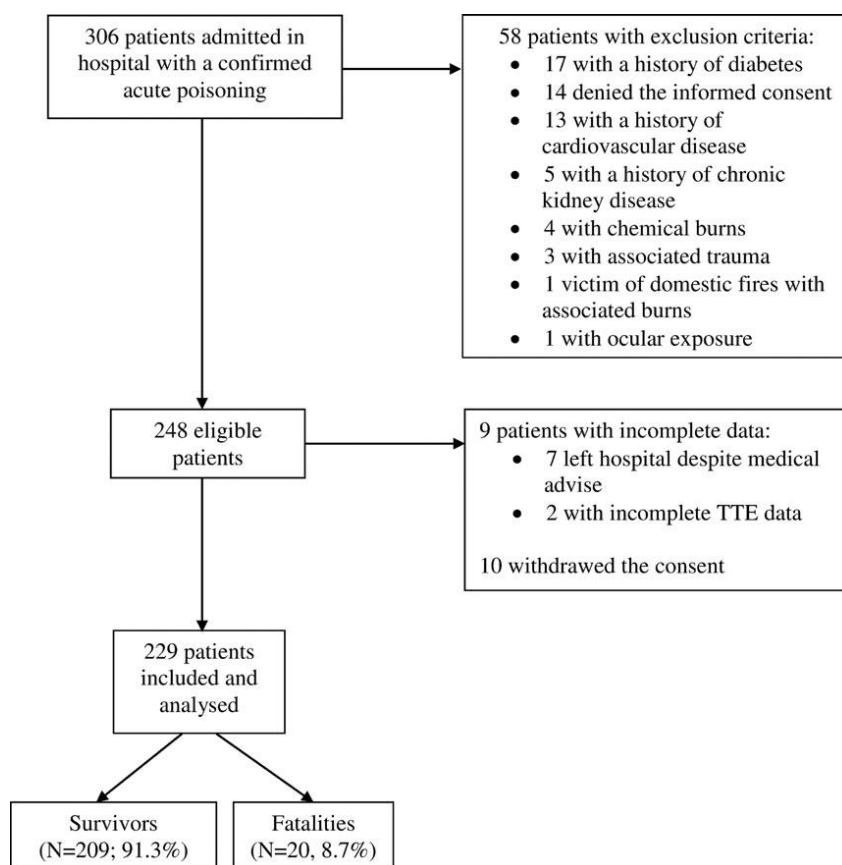 306 patients admitted in
hospital with a confirmed
acute poisoning
58 patients with exclusion criteria:
• 17 with a history of diabetes
• 14 denied the informed consent
• 13 with a history of
cardiovascular disease
• 5 with a history of chronic
kidney disease
• 4 with chemical burns
• 3 with associated trauma
• 1 victim of domestic fires with
associated burns
• 1 with ocular exposure
248 eligible
patients
9 patients with incomplete data:
• 7 left hospital despite medical
advise
• 2 with incomplete TTE data
10 withdrawed the consent
229 patients
included and
analysed
Survivors
(N=209; 91.3%)
Fatalities
(N=20, 8.7%)